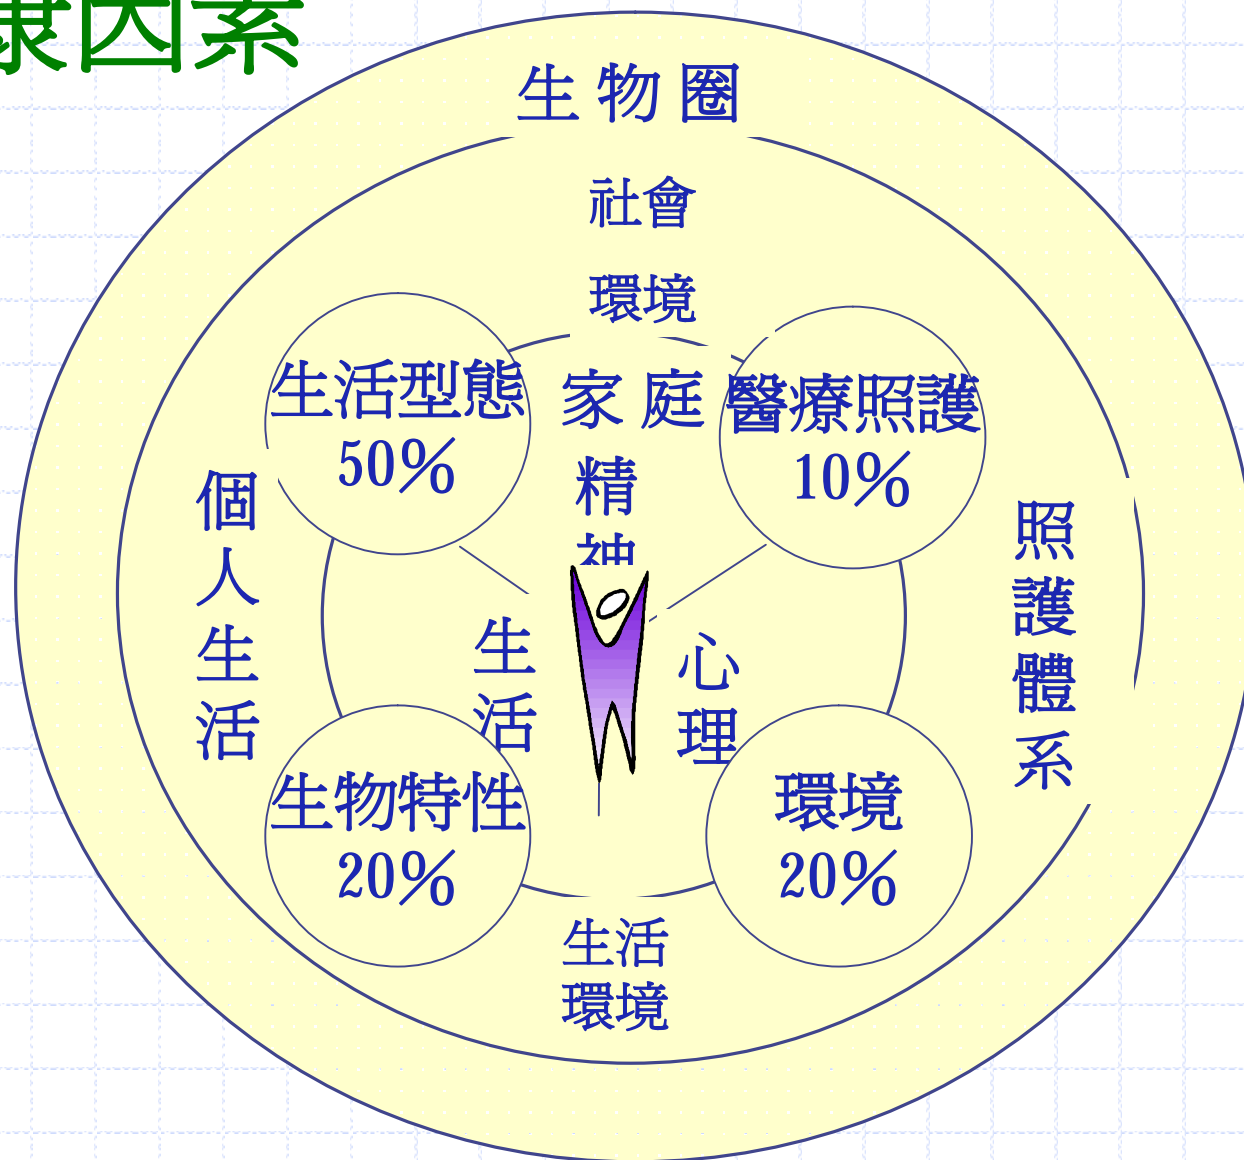 康因素
生物圈
社會
環境
生活型態
50%
家庭
醫療照護
10%
精神
個人生活
照護體系
生活
心理
生物特性
20%
環境
20%
生活
環境